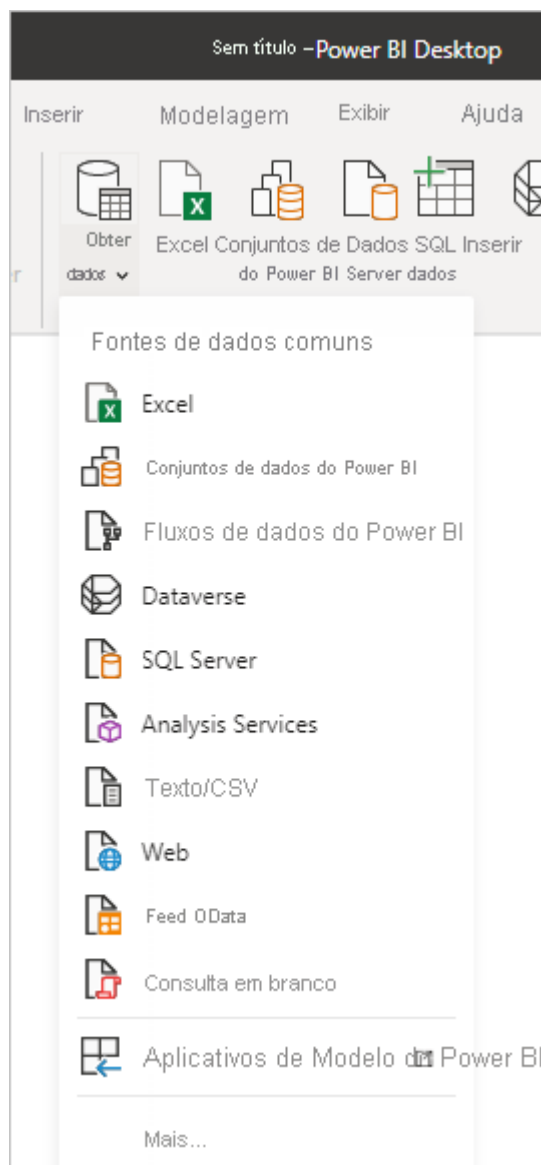 Sem título – Power BI Desktop
Inserir Modelagem Exibir Ajuda
Obter Excel Conjuntos de Dados SQL Inserir
dados do Power BI Server dados
Fontes de dados comuns
Excel
Conjuntos de dados do Power BI
Fluxos de dados do Power BI
Dataverse
SQL Server
Analysis Services
Texto/CSV
Web
Feed OData
Consulta em branco
Aplicativos de Modelo do Power BI
Mais...